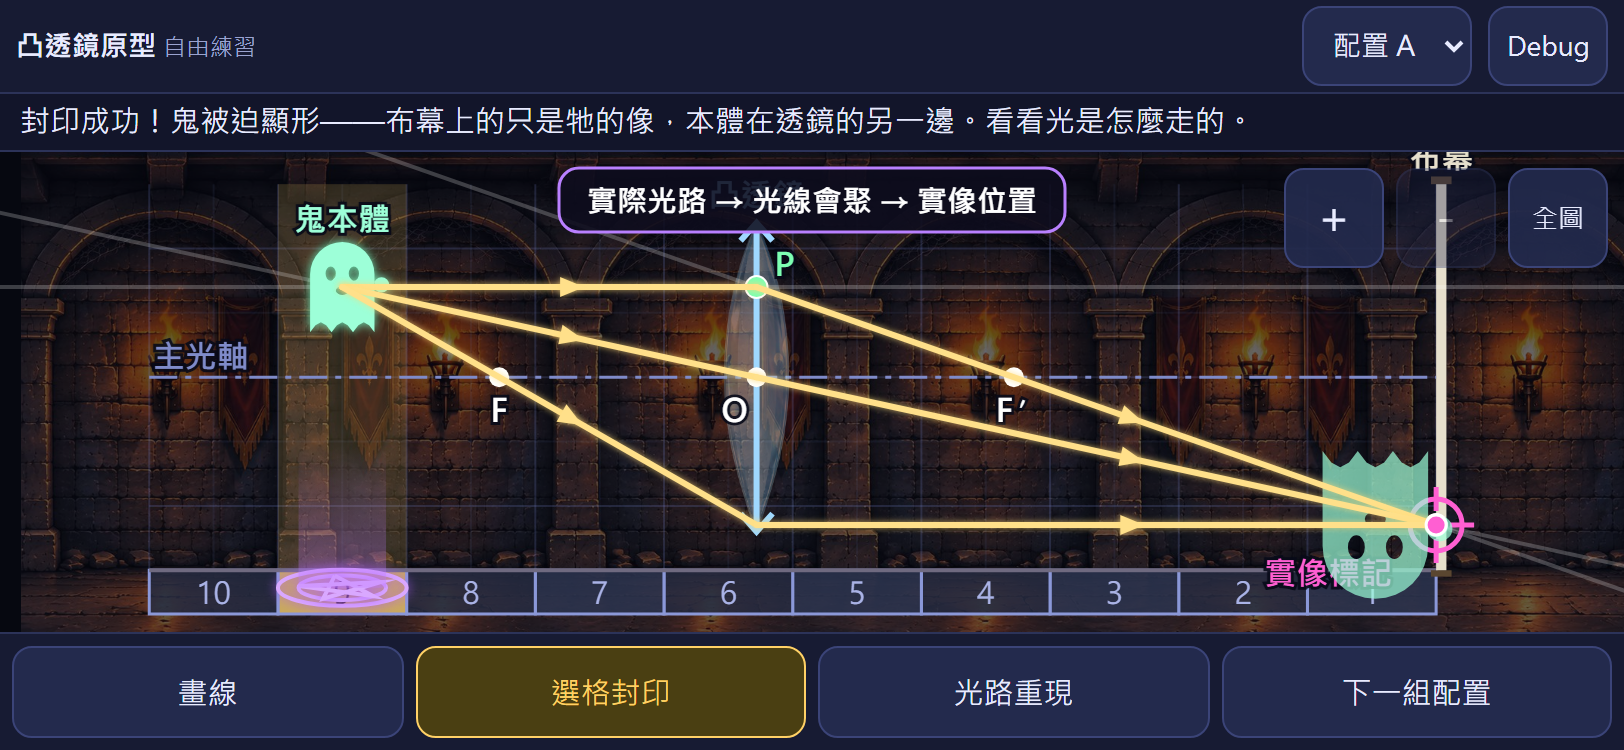 凸透鏡原型 自由練習
配置 A
Debug
封印成功！鬼被迫顯形——布幕上的只是牠的像，本體在透鏡的另一邊。看看光是怎麼走的。
布幕
實際光路 → 光線會聚 → 實像位置
+
-
全圖
鬼本體
P
主光軸
F
O
F′
實像標記
10
8
7
6
5
4
3
2
1
畫線
選格封印
光路重現
下一組配置